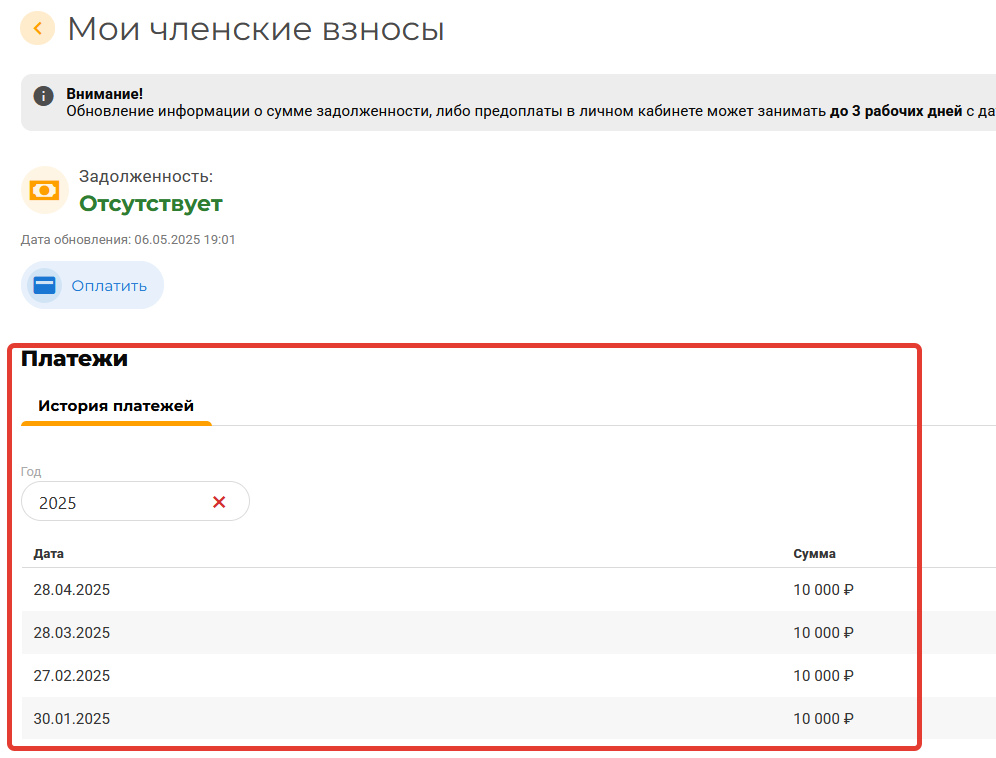 Мои членские взносы
Внимание!
Обновление информации о сумме задолженности, либо предоплаты в личном кабинете может занимать до 3 рабочих дней с да
Задолженность:
Отсутствует
Дата обновления: 06.05.2025 19:01
Оплатить
Платежи
История платежей
Год
2025
Дата Сумма
28.04.2025 10 000 ₽
28.03.2025 10 000 ₽
27.02.2025 10 000 ₽
30.01.2025 10 000 ₽